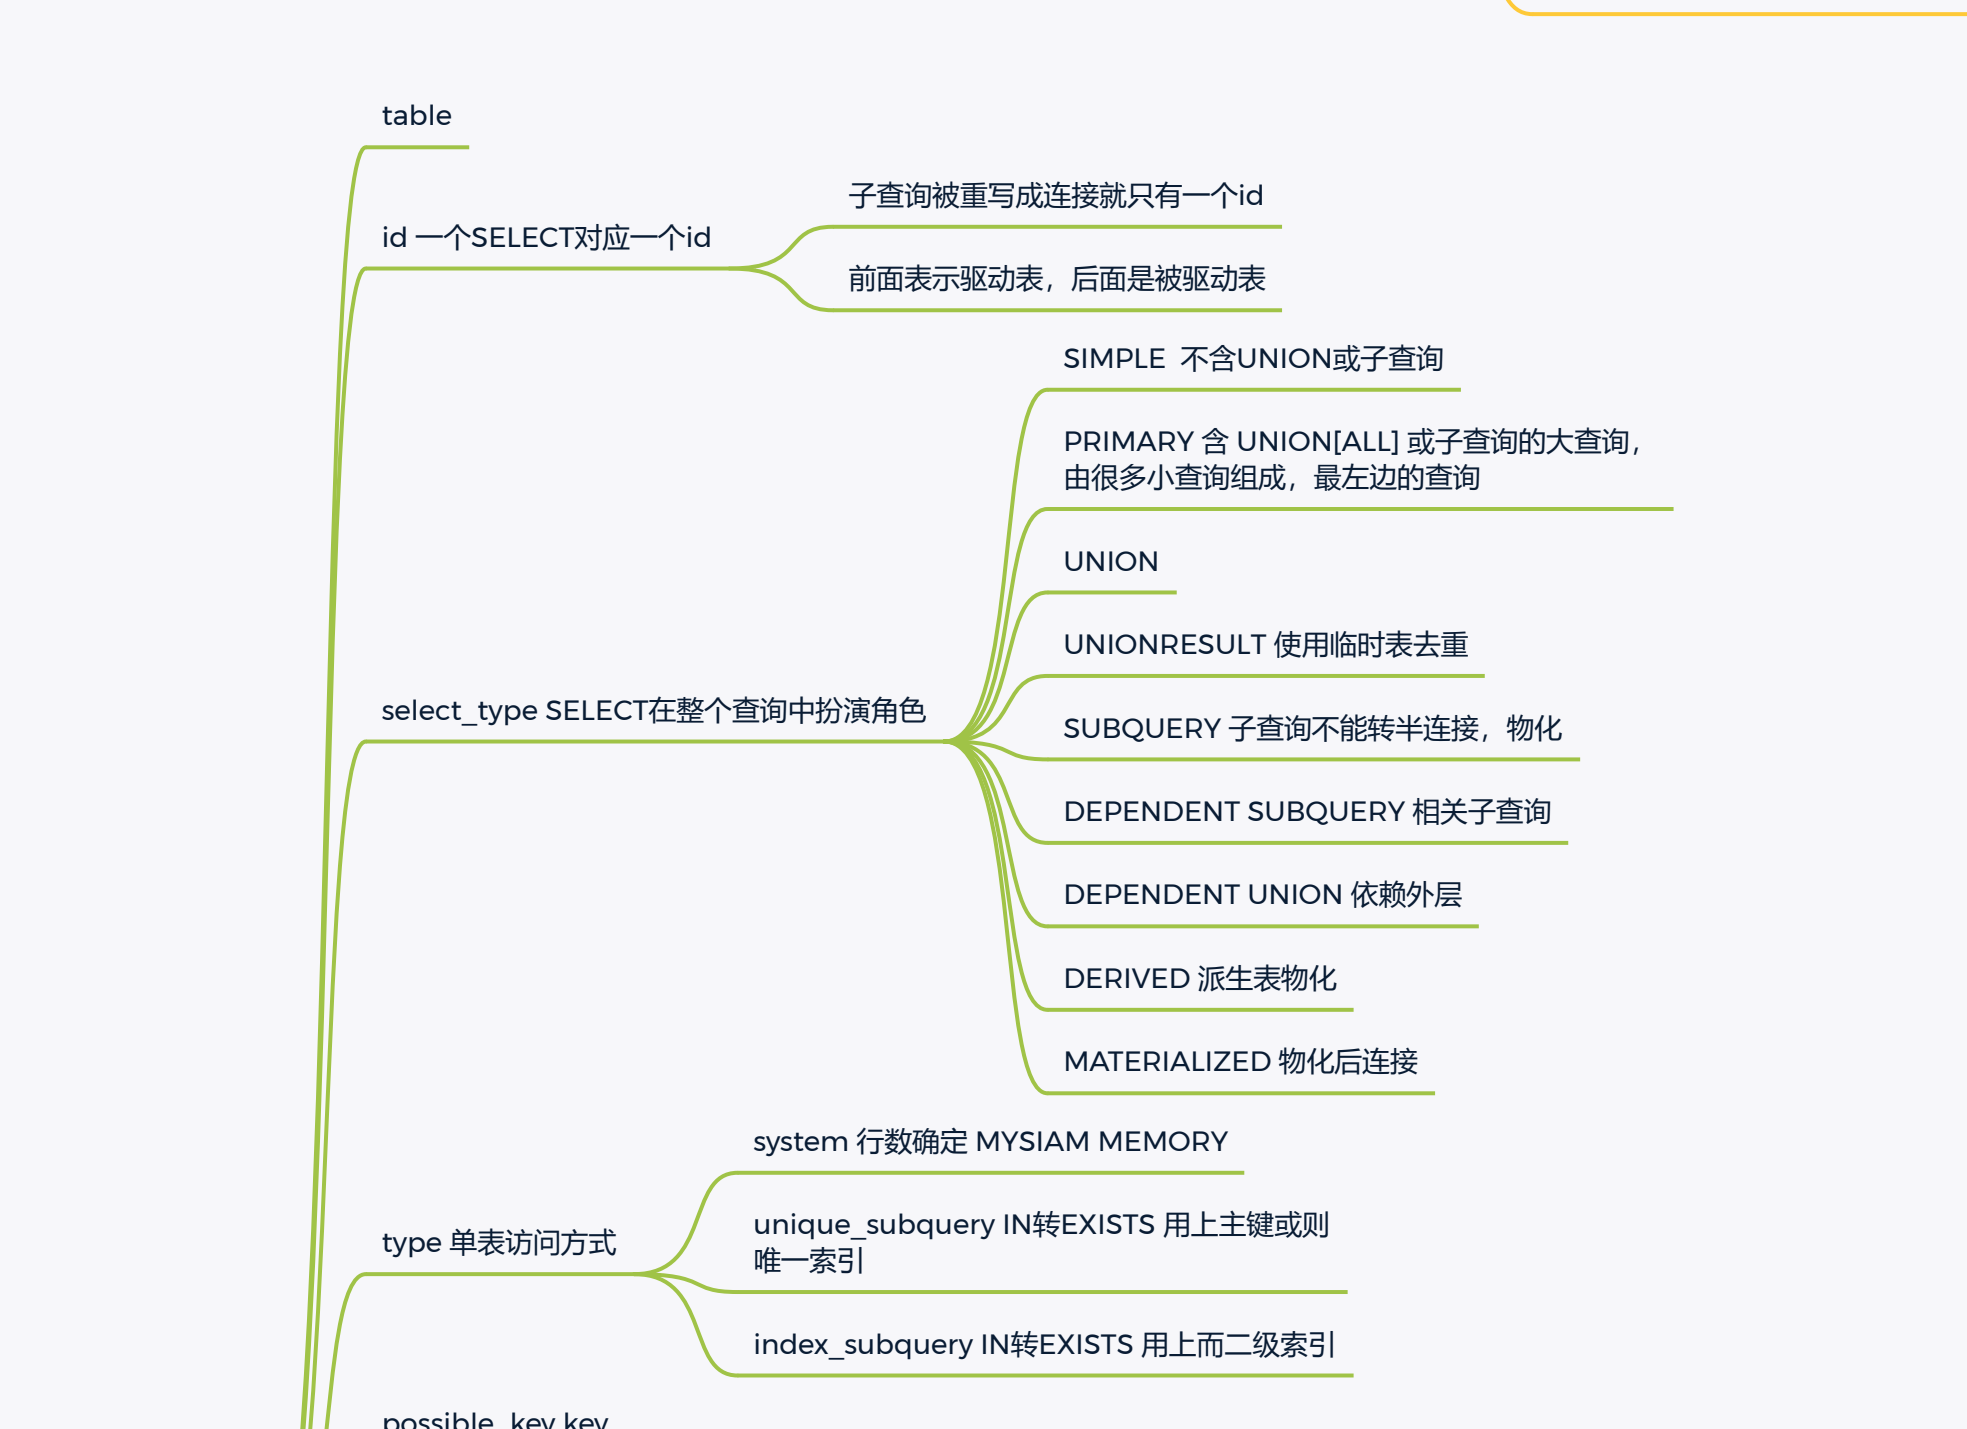 table
id 一个SELECT对应一个id
子查询被重写成连接就只有一个id
前面表示驱动表，后面是被驱动表
select_type SELECT在整个查询中扮演角色
SIMPLE  不含UNION或子查询
PRIMARY 含 UNION[ALL] 或子查询的大查询，
由很多小查询组成，最左边的查询
UNION
UNIONRESULT 使用临时表去重
SUBQUERY 子查询不能转半连接，物化
DEPENDENT SUBQUERY 相关子查询
DEPENDENT UNION 依赖外层
DERIVED 派生表物化
MATERIALIZED 物化后连接
type 单表访问方式
system 行数确定 MYSIAM MEMORY
unique_subquery IN转EXISTS 用上主键或则
唯一索引
index_subquery IN转EXISTS 用上而二级索引
possible_key key